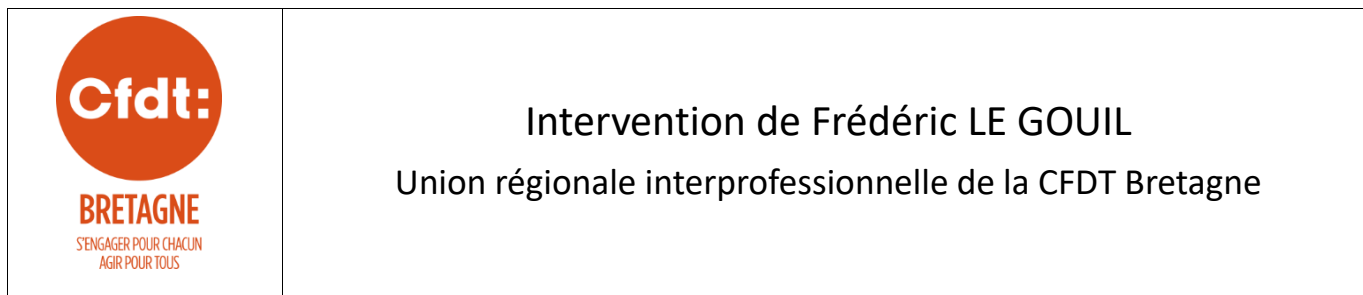 Cfdt:
BRETAGNE
S'ENGAGER POUR CHACUN
AGIR POUR TOUS
Intervention de Frédéric LE GOUIL
Union régionale interprofessionnelle de la CFDT Bretagne